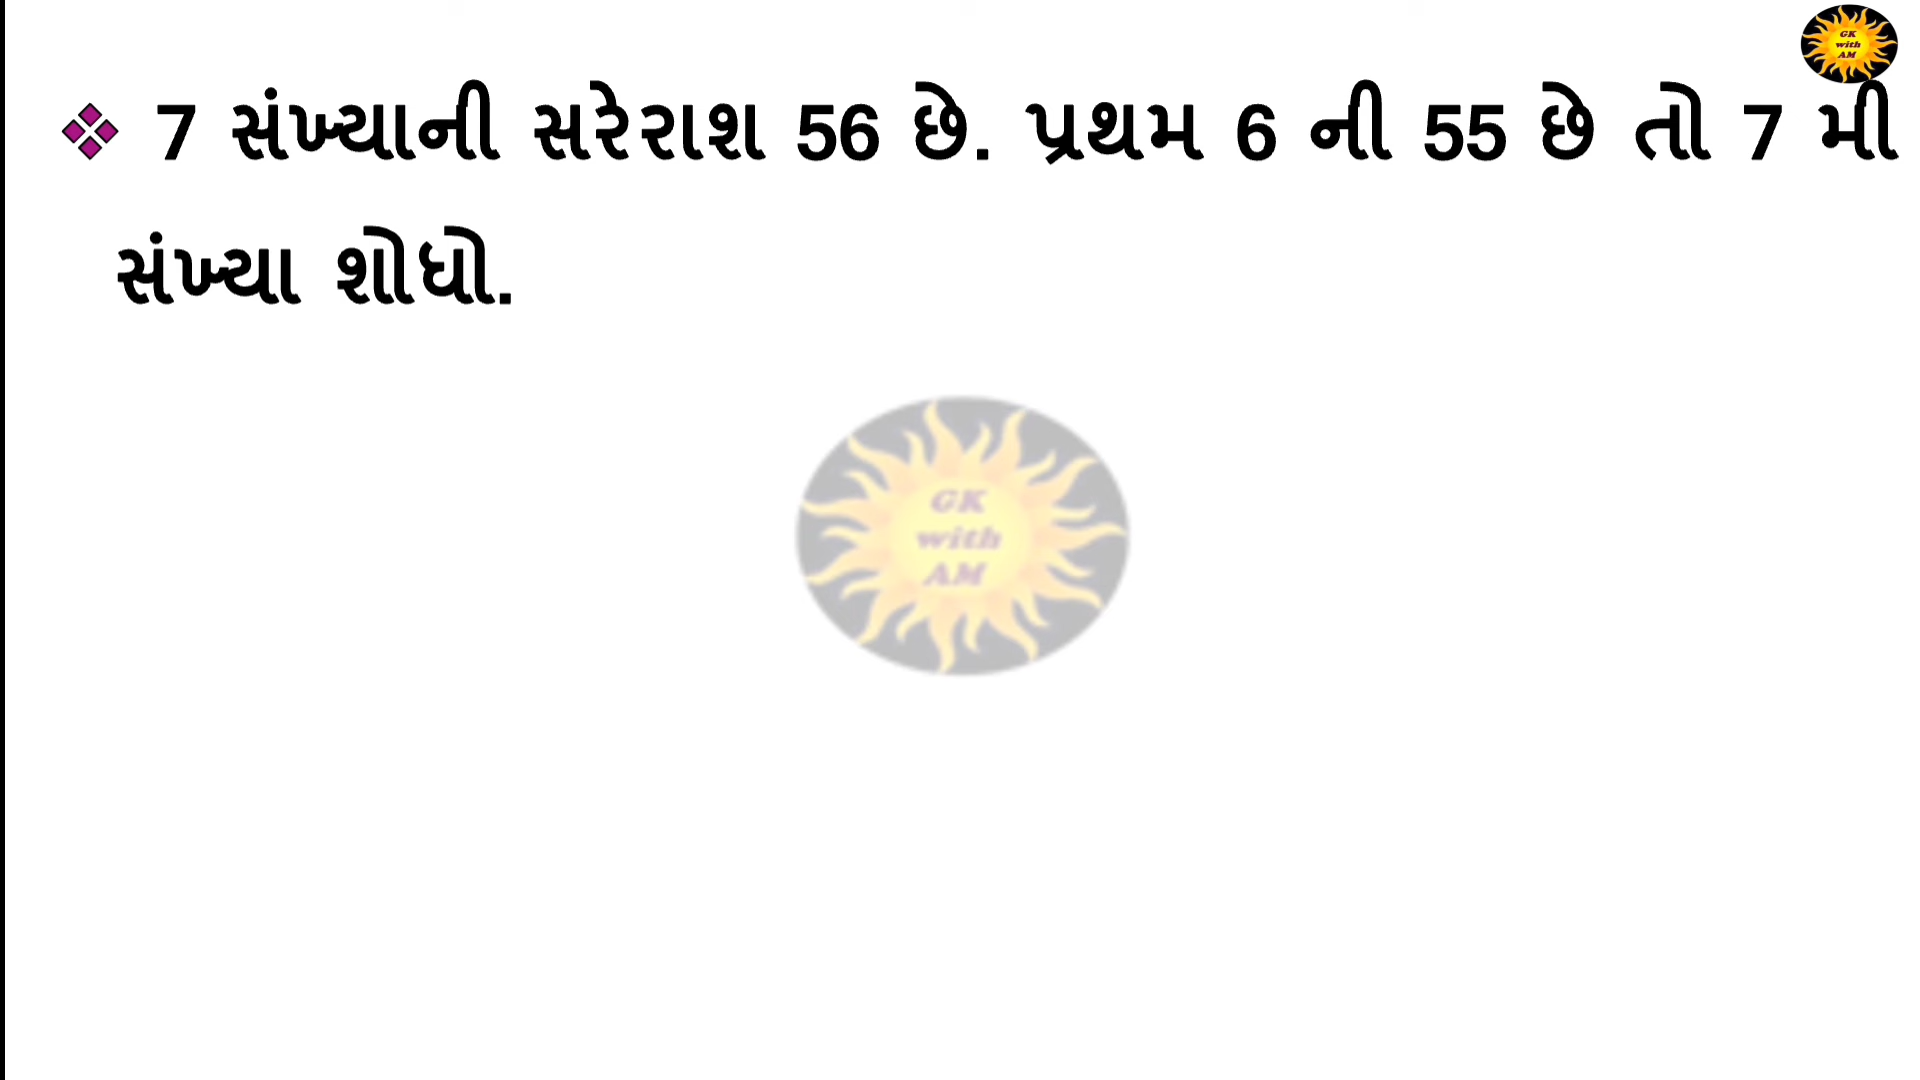 GK
with
AM
❖ 7 સંખ્યાની સરેરાશ 56 છે. પ્રથમ 6 ની 55 છે તો 7 મી
સંખ્યા શોધો.
GK
with
AM